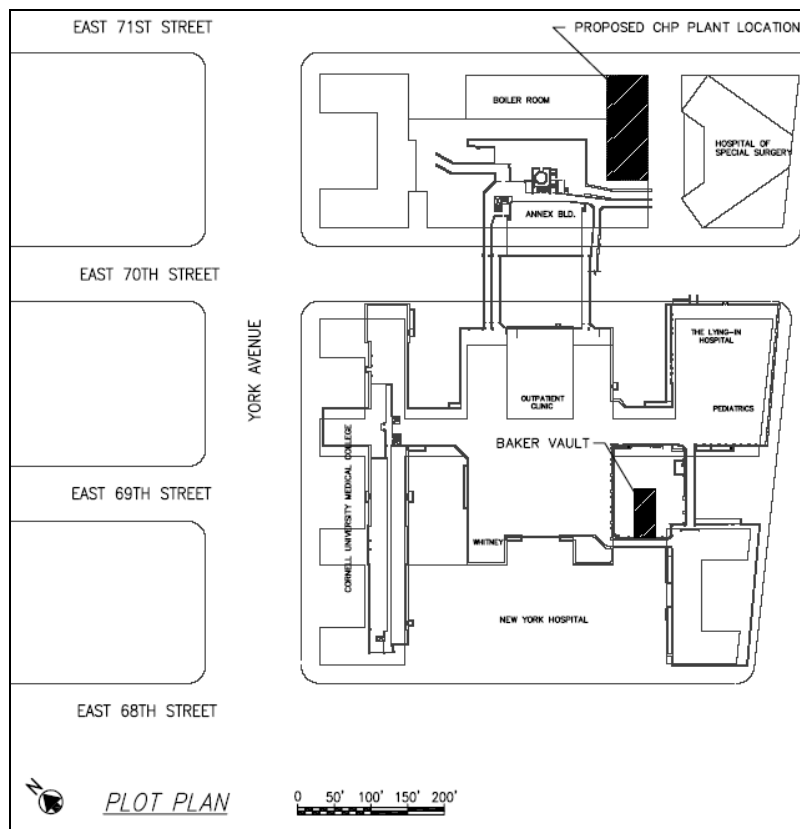 EAST 71ST STREET
PROPOSED CHP PLANT LOCATION
BOILER ROOM
HOSPITAL OF
SPECIAL SURGERY
ANNEX BLD.
EAST 70TH STREET
YORK AVENUE
THE LYING-IN
HOSPITAL
OUTPATIENT
CLINIC
PEDIATRICS
BAKER VAULT
CORNELL UNIVERSITY MEDICAL COLLEGE
EAST 69TH STREET
WHITNEY
NEW YORK HOSPITAL
EAST 68TH STREET
N
PLOT PLAN
0 50' 100' 150' 200'